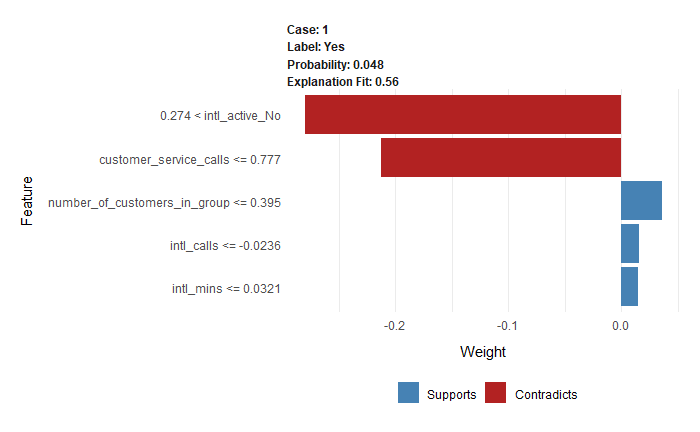 Case: 1
Label: Yes
Probability: 0.048
Explanation Fit: 0.56
Feature
0.274 < intl_active_No
customer_service_calls <= 0.777
number_of_customers_in_group <= 0.395
intl_calls <= -0.0236
intl_mins <= 0.0321
-0.2 -0.1 0.0
Weight
Supports Contradicts